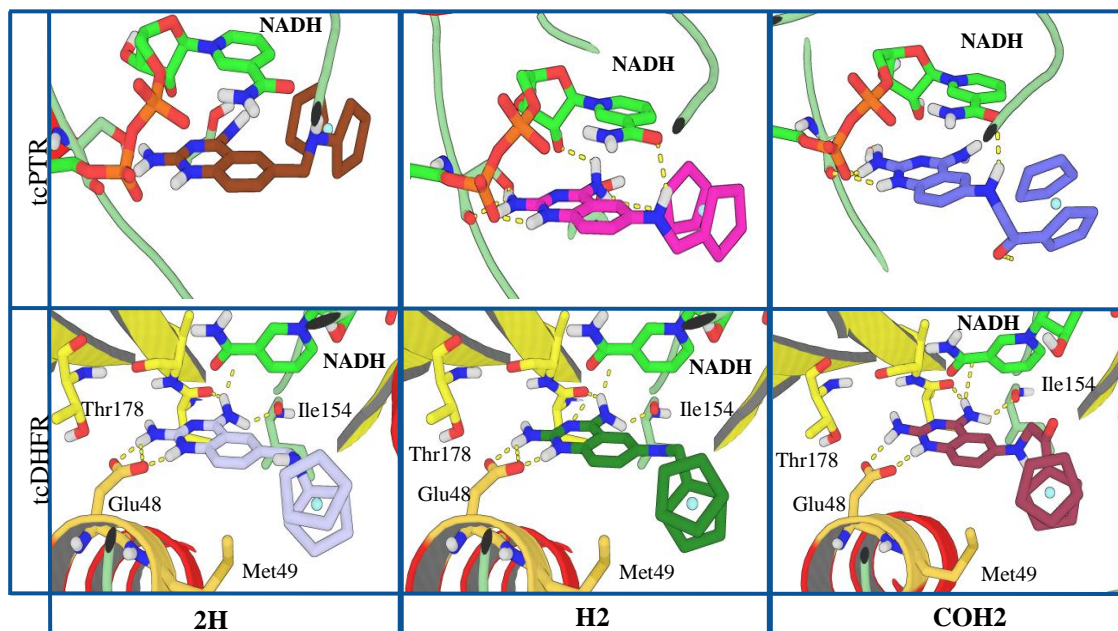 tcPTR
NADH
NADH
NADH
tcDHFR
NADH
Thr178
Ile154
Glu48
Met49
NADH
Thr178
Ile154
Glu48
Met49
NADH
Ile154
Thr178
Glu48
Met49
2H
H2
COH2